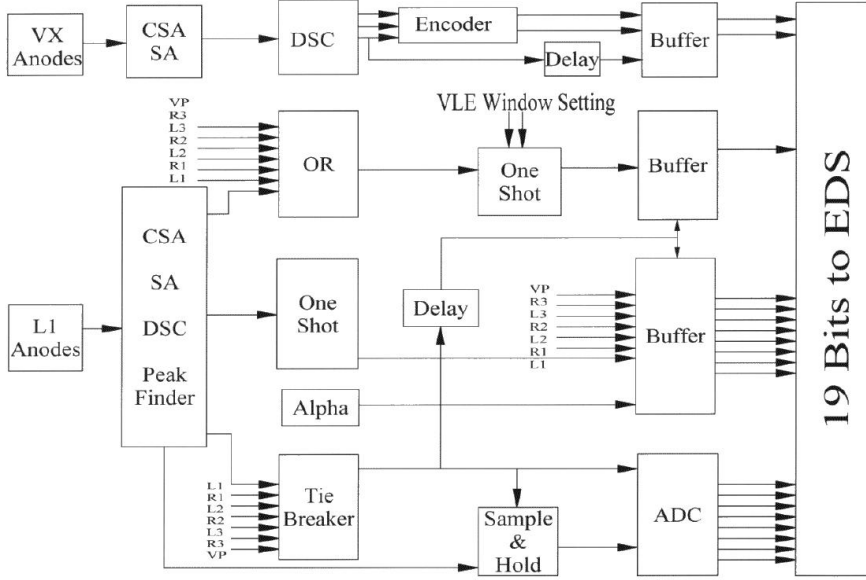 VX
Anodes
CSA
SA
DSC
Encoder
Delay
Buffer
VLE Window Setting
VP
R3
L3
R2
L2
R1
L1
OR
One
Shot
Buffer
L1
Anodes
CSA
SA
DSC
Peak
Finder
One
Shot
Delay
VP
R3
L3
R2
L2
R1
L1
Buffer
Alpha
L1
R1
L2
R2
L3
R3
VP
Tie
Breaker
Sample
&
Hold
ADC
19 Bits to EDS